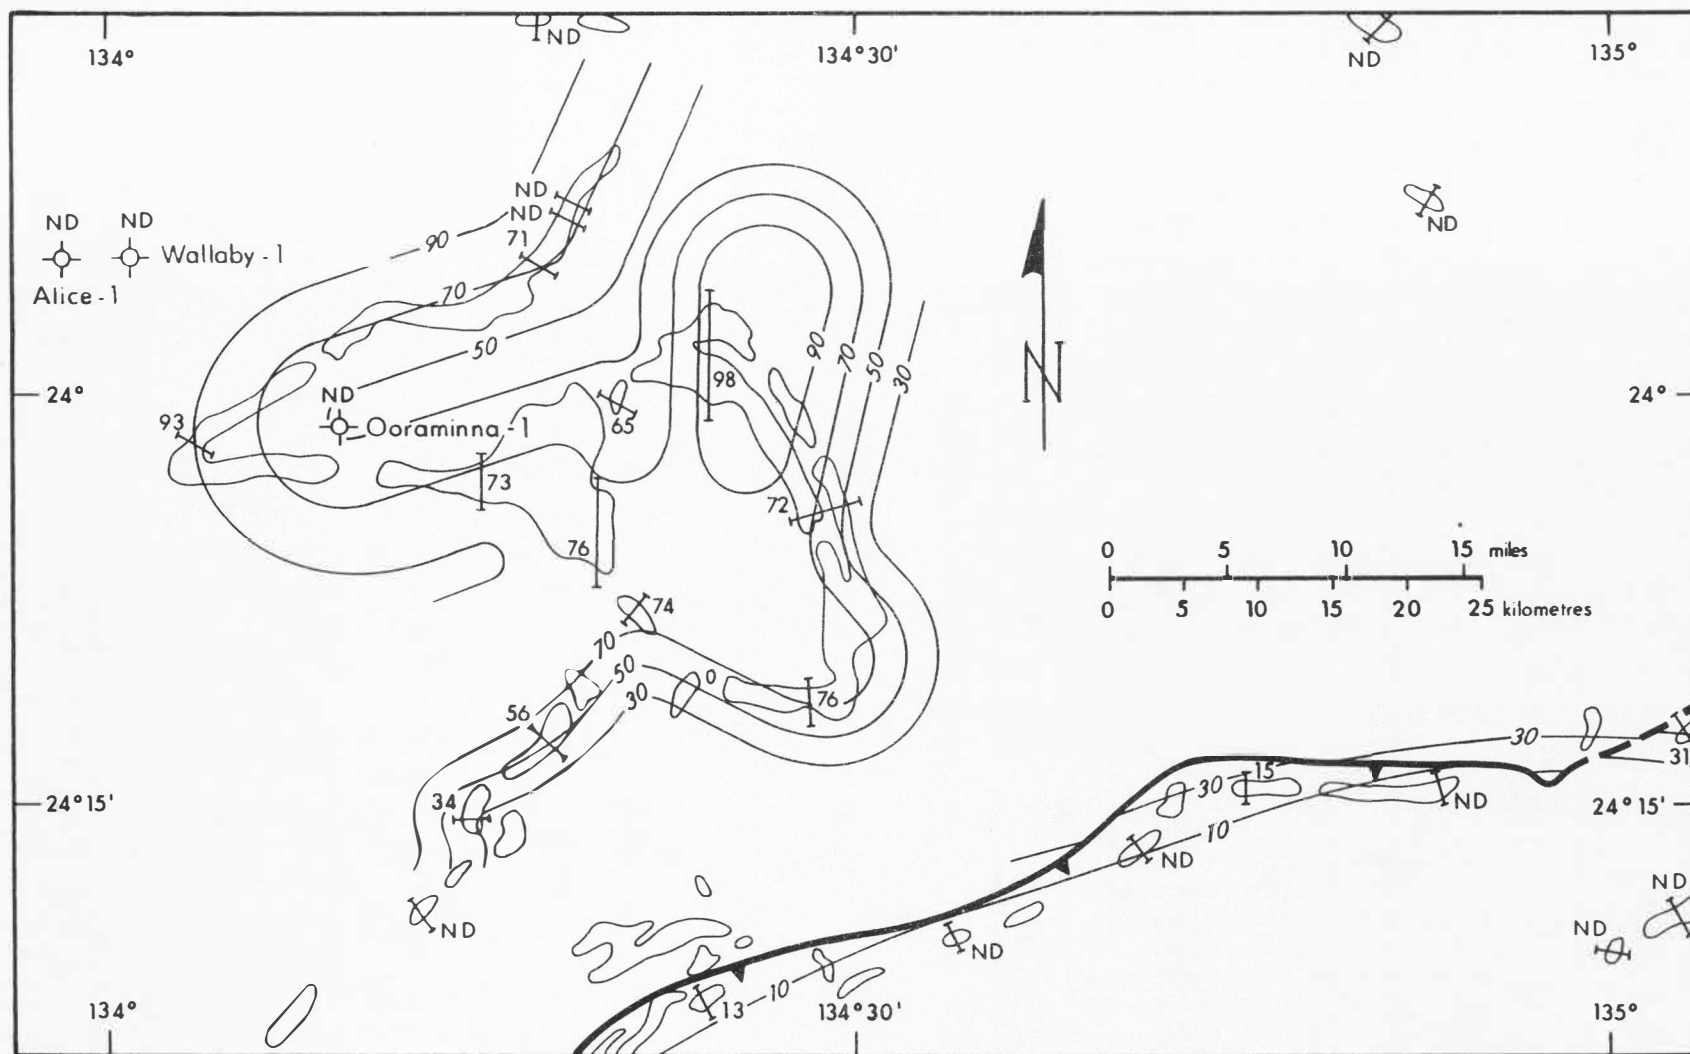 134°
ND
134°30'
ND
135°
ND
ND
71
90
ND
ND
ND
Wallaby - 1
Alice - 1
70
50
N
90
70
50
30
98
24°
24°
ND
93
Ooraminna - 1
65
73
72
76
0 5 10 15 miles
0 5 10 15 20 25 kilometres
74
70
50
30
0
76
56
30
31
34
24°15'
30
15
ND
24°15'
10
ND
ND
ND
ND
ND
13
10
134°
134°30'
135°